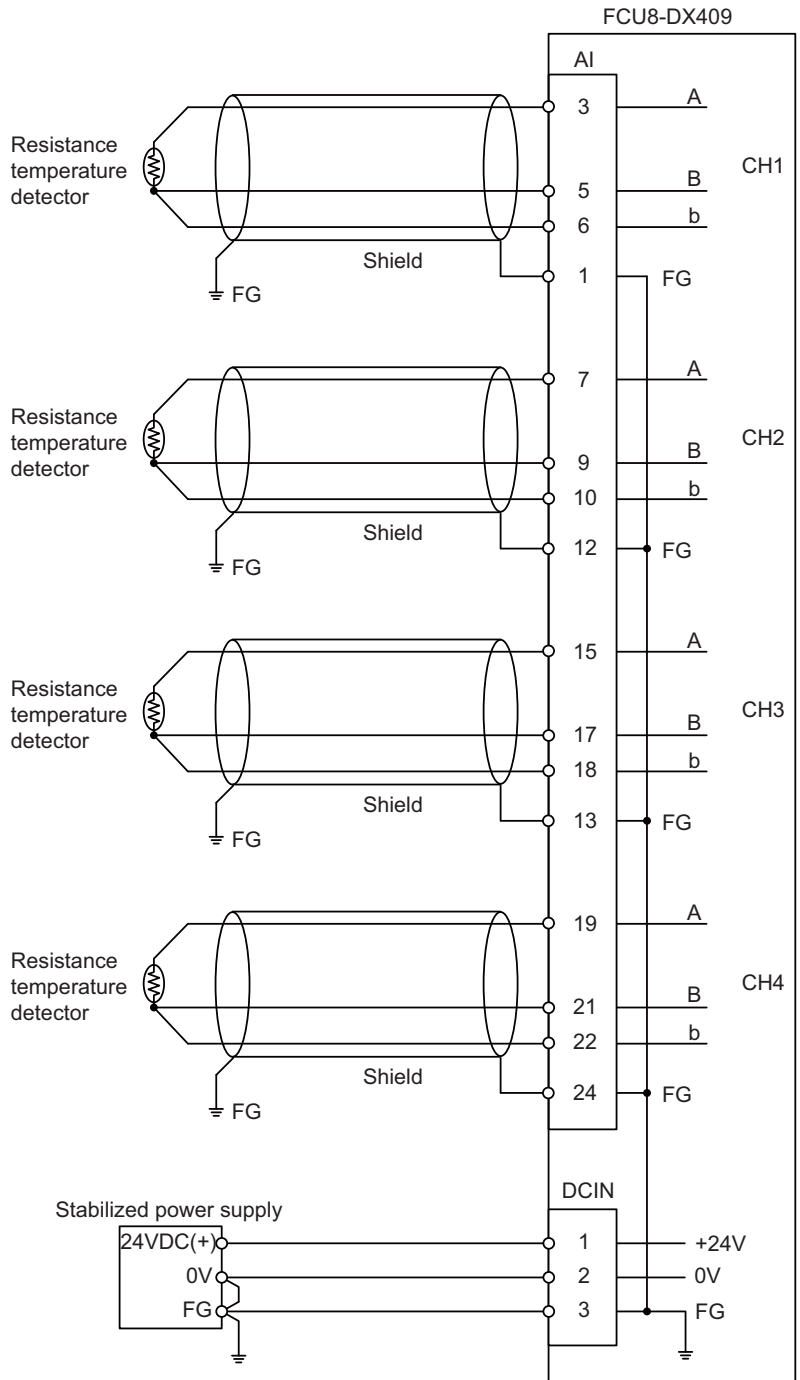 FCU8-DX409
AI
3
A
Resistance
temperature
detector
CH1
5
B
6
b
Shield
1
FG
FG
7
A
Resistance
temperature
detector
CH2
9
B
10
b
Shield
12
FG
FG
15
A
Resistance
temperature
detector
CH3
17
B
18
b
Shield
13
FG
FG
19
A
Resistance
temperature
detector
CH4
21
B
22
b
Shield
24
FG
FG
DCIN
Stabilized power supply
24VDC(+)
1
+24V
0V
2
0V
FG
3
FG